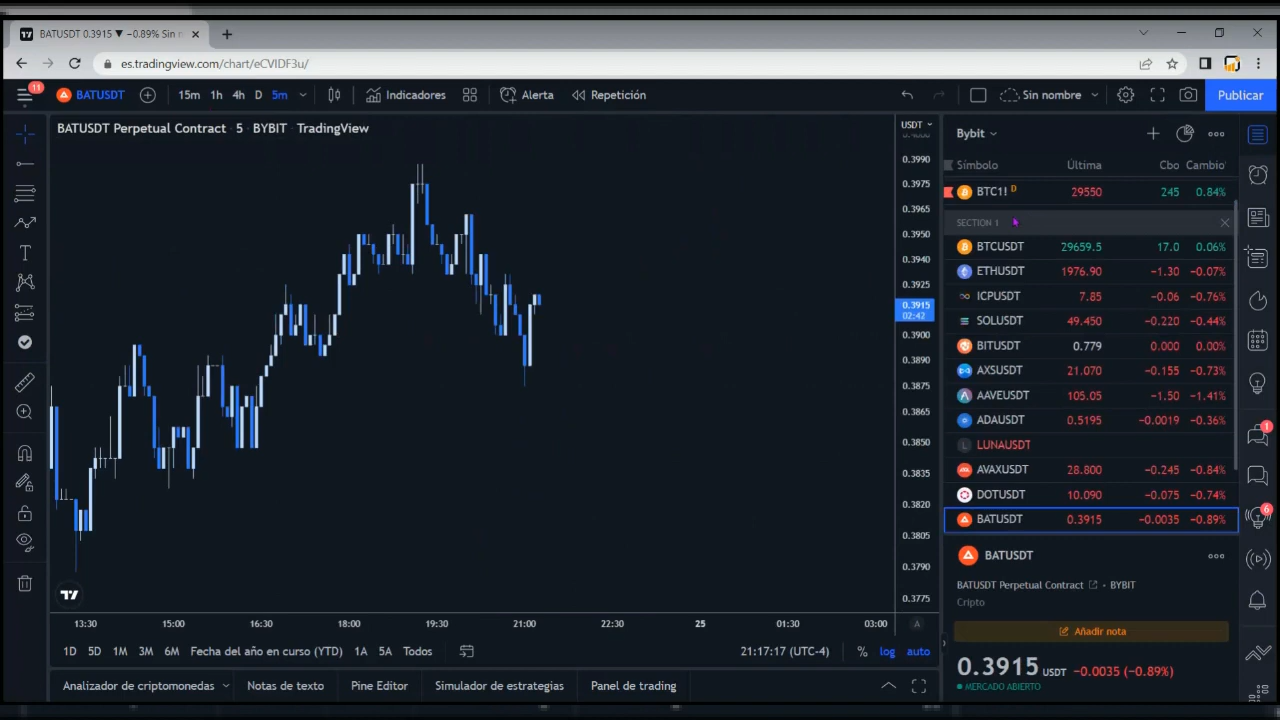 BATUSDT 0.3915 ▼ −0.89% Sin n
es.tradingview.com/chart/eCVIDF3u/
11
BATUSDT 15m 1h 4h D 5m Indicadores Alerta Repetición Sin nombre Publicar
BATUSDT Perpetual Contract · 5 · BYBIT · TradingView
USDT
0.3990
0.3975
0.3965
0.3950
0.3940
0.3925
0.3915
02:42
0.3900
0.3890
0.3875
0.3865
0.3850
0.3835
0.3820
0.3805
0.3790
0.3775
13:30 15:00 16:30 18:00 19:30 21:00 22:30 25 01:30 03:00 A
1D 5D 1M 3M 6M Fecha del año en curso (YTD) 1A 5A Todos 21:17:17 (UTC-4) % log auto
Analizador de criptomonedas Notas de texto Pine Editor Simulador de estrategias Panel de trading
Bybit
Símbolo Última Cbo Cambio
BTC1! D 29550 245 0.84%
SECTION 1
BTCUSDT 29659.5 17.0 0.06%
ETHUSDT 1976.90 −1.30 −0.07%
ICPUSDT 7.85 −0.06 −0.76%
SOLUSDT 49.450 −0.220 −0.44%
BITUSDT 0.779 0.000 0.00%
AXSUSDT 21.070 −0.155 −0.73%
AAVEUSDT 105.05 −1.50 −1.41%
ADAUSDT 0.5195 −0.0019 −0.36%
LUNAUSDT
AVAXUSDT 28.800 −0.245 −0.84%
DOTUSDT 10.090 −0.075 −0.74%
BATUSDT 0.3915 −0.0035 −0.89%
BATUSDT
BATUSDT Perpetual Contract · BYBIT
Cripto
Añadir nota
0.3915 USDT −0.0035 (−0.89%)
MERCADO ABIERTO
1
6